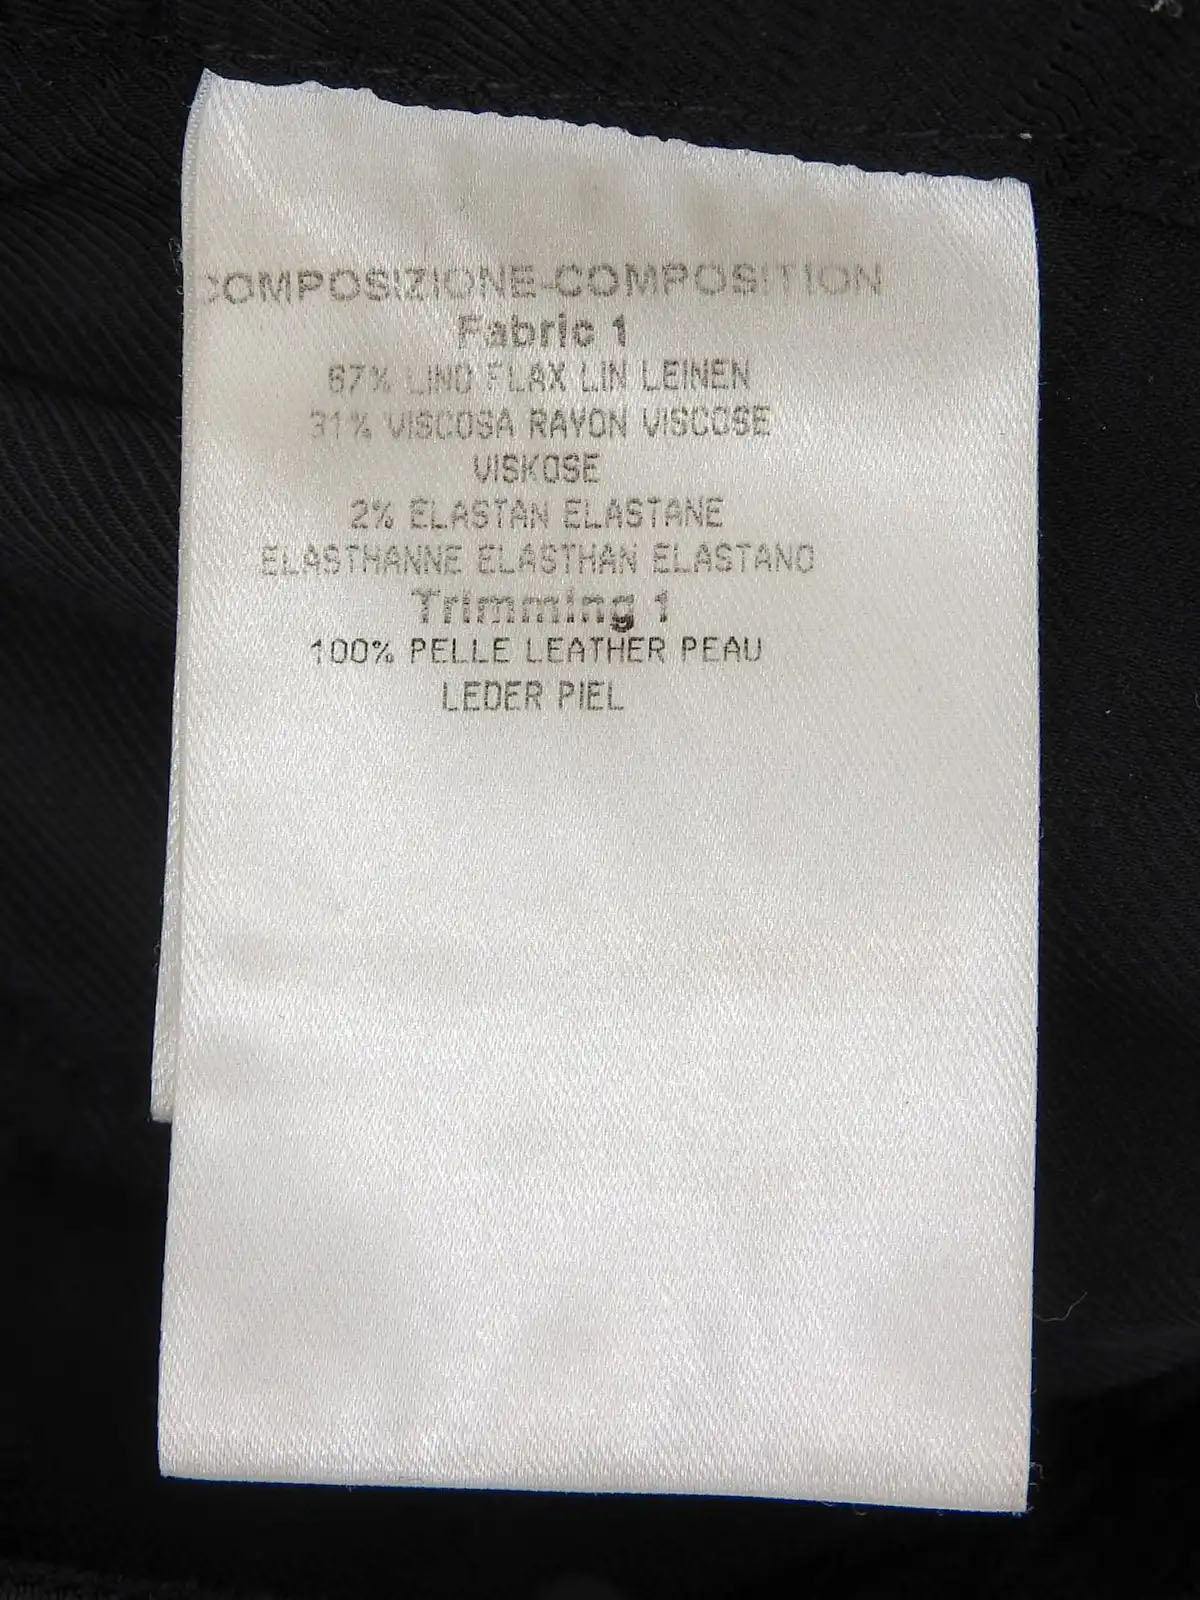 COMPOSIZIONE-COMPOSITION
Fabric 1
67% LINO FLAX LIN LEINEN
31% VISCOSA RAYON VISCOSE
VISKOSE
2% ELASTAN ELASTANE
ELASTHANNE ELASTHAN ELASTANO
Trimming 1
100% PELLE LEATHER PEAU
LEDER PIEL